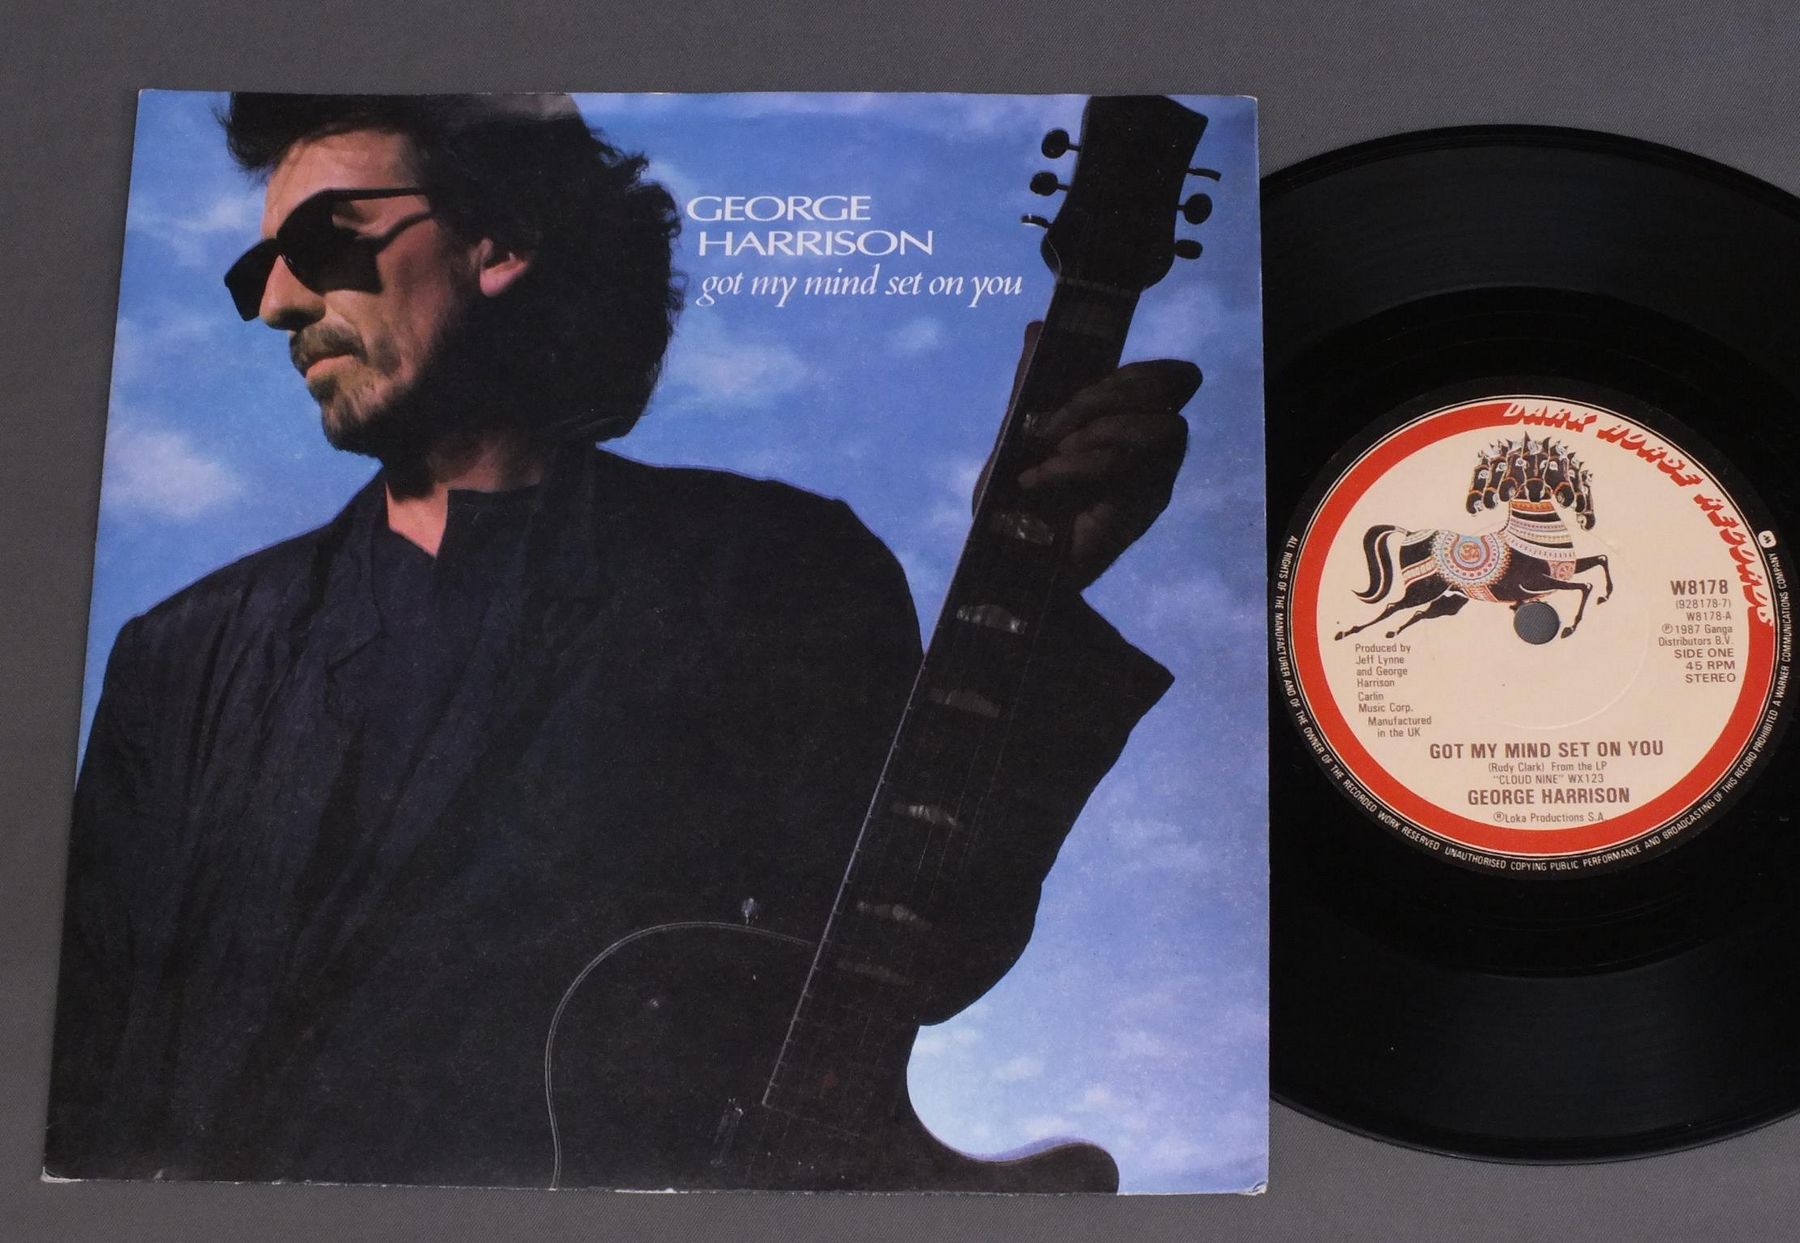 GEORGE
HARRISON
got my mind set on you
DARK HORSE RECORDS
W8178
(928178-7)
W8178-A
Ⓟ1987 Ganga
Distributors B.V.
SIDE ONE
45 RPM
STEREO
Produced by
Jeff Lynne
and George
Harrison
Carlin
Music Corp.
Manufactured
in the UK
GOT MY MIND SET ON YOU
(Rudy Clark) From the LP
"CLOUD NINE" WX123
GEORGE HARRISON
®Loka Productions S.A.
ALL RIGHTS OF THE MANUFACTURER AND OF THE OWNER OF THE RECORDED WORK RESERVED UNAUTHORISED COPYING PUBLIC PERFORMANCE AND BROADCASTING OF THIS RECORD PROHIBITED A WARNER COMMUNICATIONS COMPANY